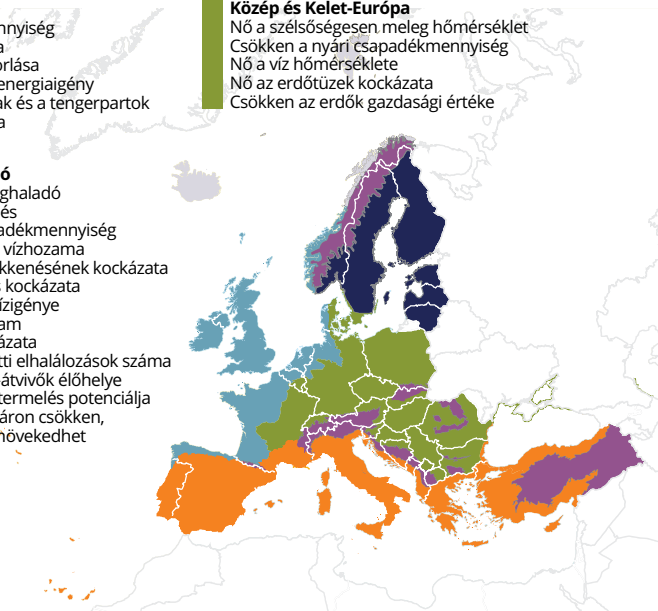 nnyiség
a
orlása
energiaigény
ak és a tengerpartok
a
ó
ghaladó
és
adékmennyiség
vízhozama
kkenésének kockázata
s kockázata
ízigénye
am
ázata
tti elhalálozások száma
átvivők élőhelye
termelés potenciálja
áron csökken,
növekedhet
Közép és Kelet-Európa
Nő a szélsőségesen meleg hőmérséklet
Csökken a nyári csapadékmennyiség
Nő a víz hőmérséklete
Nő az erdőtüzek kockázata
Csökken az erdők gazdasági értéke